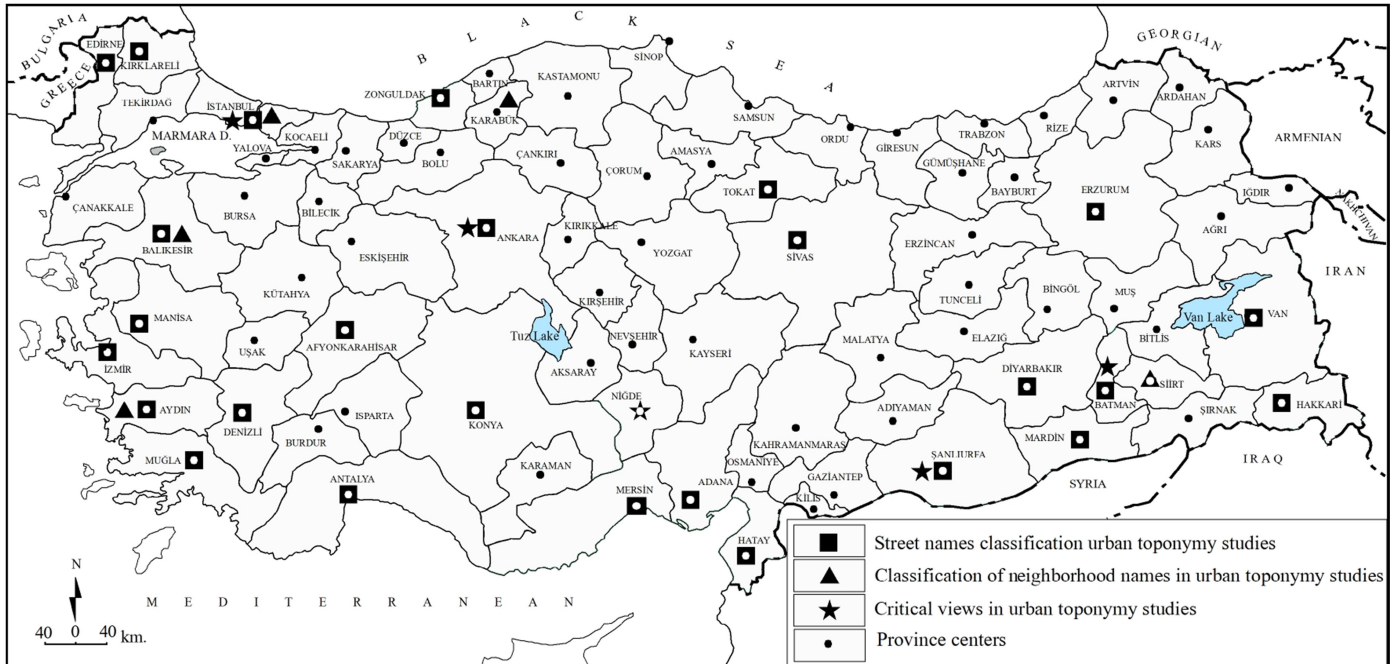 BULGARIA
GREECE
B L A C K S E A
GEORGIAN
ARMENIAN
NAKHCHIVAN
IRAN
IRAQ
SYRIA
M E D I T E R R A N E A N
MARMARA D.
EDİRNE
KIRKLARELİ
TEKİRDAĞ
İSTANBUL
KOCAELİ
YALOVA
SAKARYA
DÜZCE
BOLU
ZONGULDAK
BARTIN
KARABÜK
KASTAMONU
SİNOP
SAMSUN
ORDU
GİRESUN
TRABZON
RİZE
ARTVİN
ARDAHAN
KARS
IĞDIR
AĞRI
ERZURUM
BAYBURT
GÜMÜŞHANE
ERZİNCAN
TOKAT
AMASYA
ÇORUM
ÇANKIRI
SİVAS
YOZGAT
KIRIKKALE
ANKARA
ESKİŞEHİR
BİLECİK
BURSA
ÇANAKKALE
BALIKESİR
KÜTAHYA
MANİSA
İZMİR
UŞAK
AFYONKARAHİSAR
KIRŞEHİR
NEVŞEHİR
Tuz Lake
AKSARAY
KAYSERİ
MALATYA
TUNCELİ
ELAZIĞ
BİNGÖL
MUŞ
BİTLİS
Van Lake
VAN
HAKKARİ
ŞIRNAK
SİİRT
BATMAN
DİYARBAKIR
MARDİN
ŞANLIURFA
ADIYAMAN
KAHRAMANMARAŞ
GAZİANTEP
KİLİS
OSMANİYE
HATAY
ADANA
MERSİN
NİĞDE
KARAMAN
KONYA
ISPARTA
BURDUR
ANTALYA
DENİZLİ
AYDIN
MUĞLA
N
40 0 40 km.
Street names classification urban toponymy studies
Classification of neighborhood names in urban toponymy studies
Critical views in urban toponymy studies
Province centers